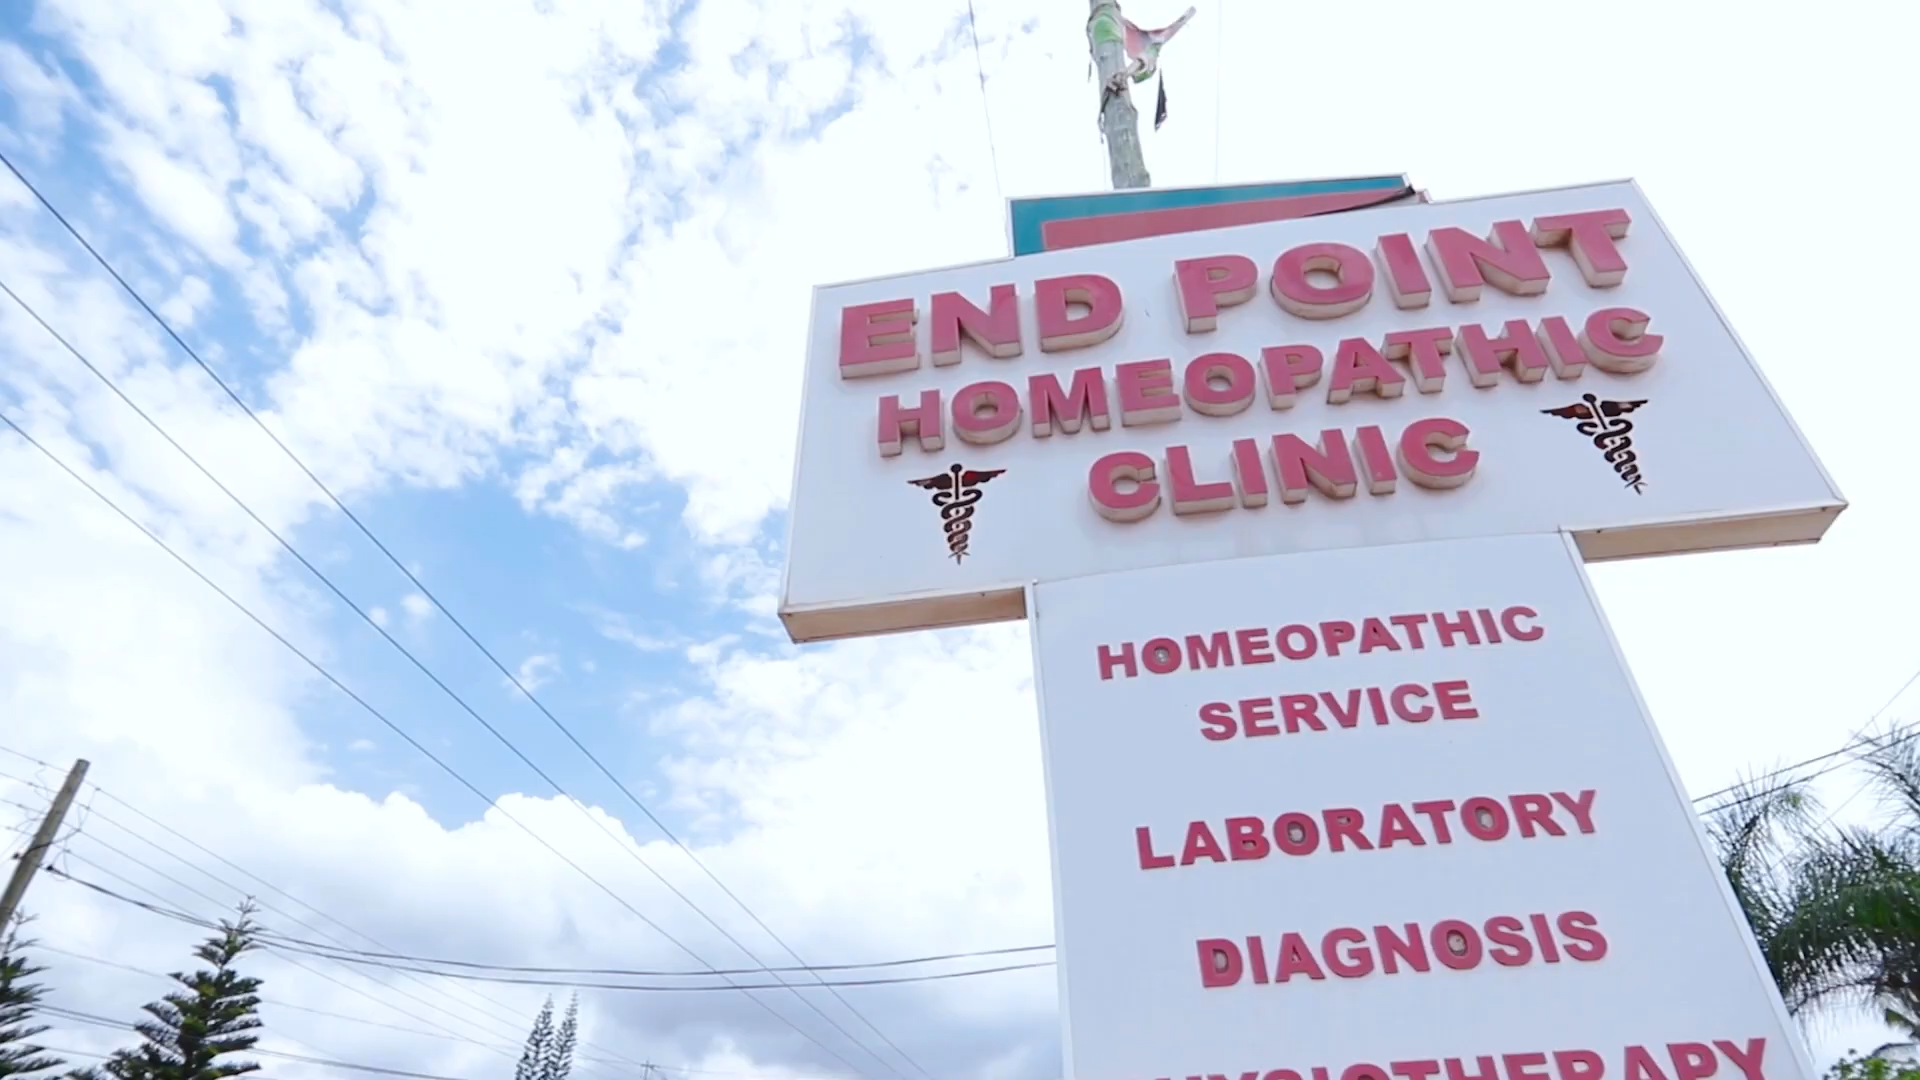 END POINT
HOMEOPATHIC
CLINIC
HOMEOPATHIC
SERVICE
LABORATORY
DIAGNOSIS